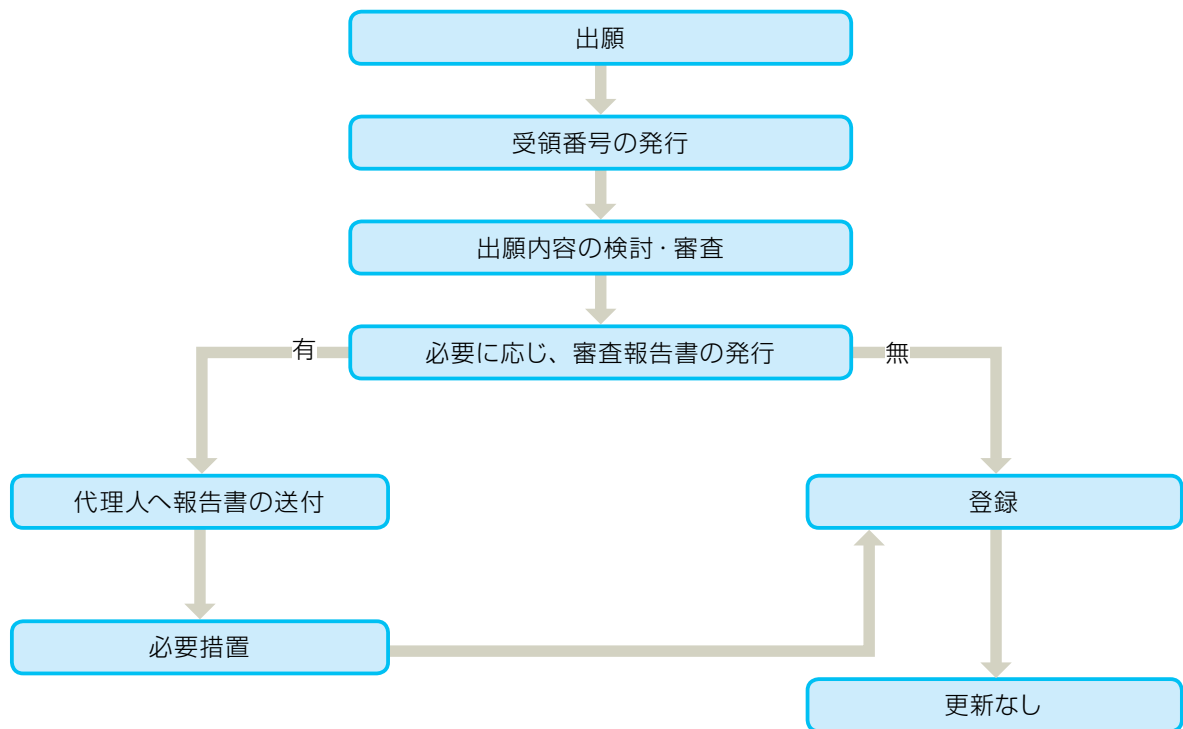 出願
受領番号の発行
出願内容の検討・審査
有
必要に応じ、審査報告書の発行
無
代理人へ報告書の送付
登録
必要措置
更新なし